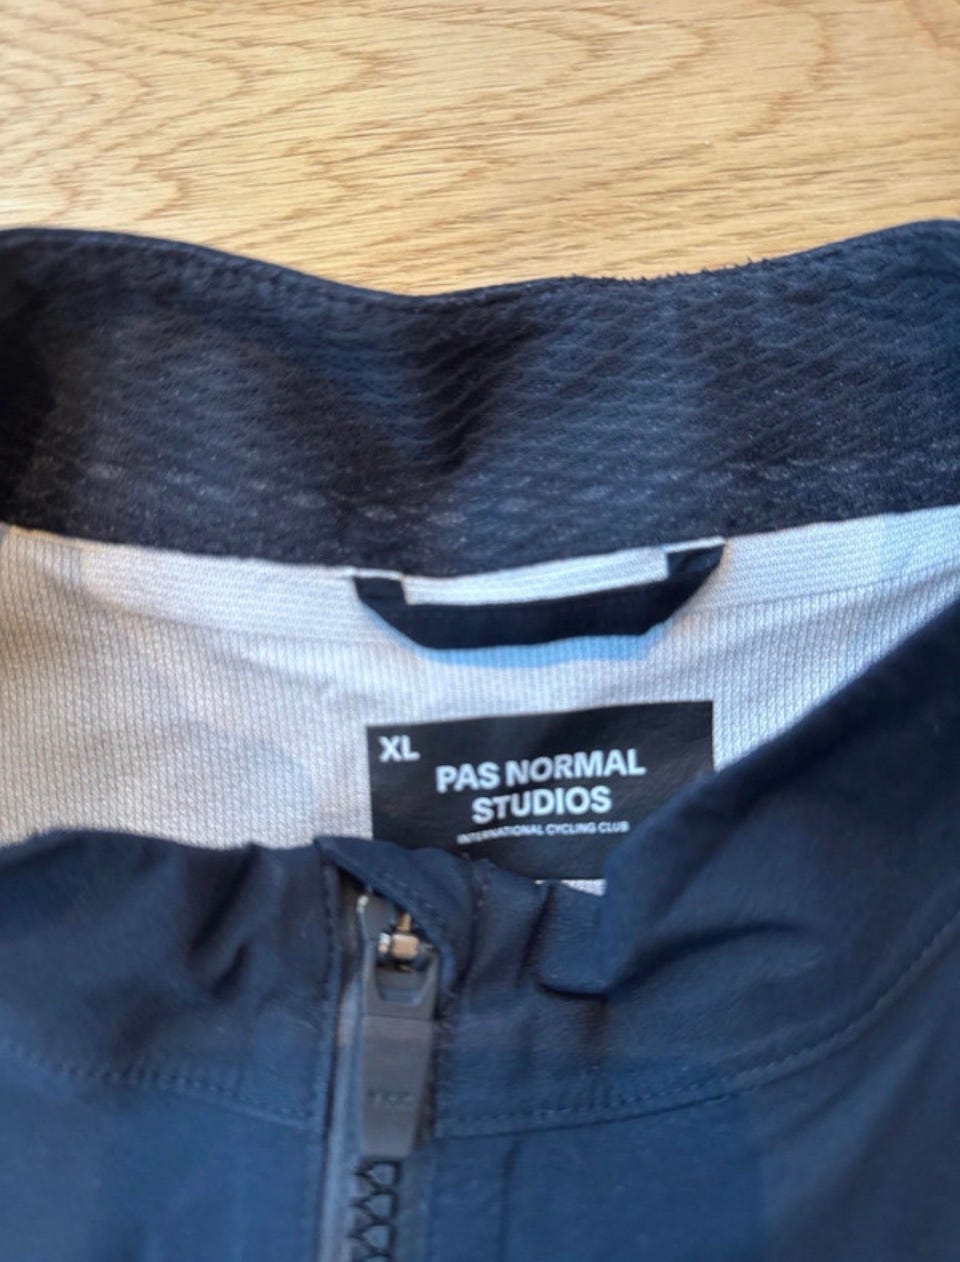 XL
PAS NORMAL
STUDIOS
INTERNATIONAL CYCLING CLUB